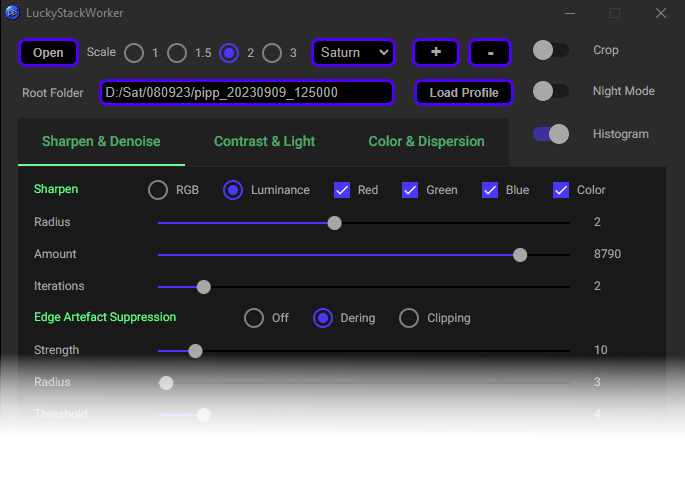 LuckyStackWorker
Open Scale 1 1.5 2 3 Saturn + - Crop
Root Folder D:/Sat/080923/pipp_20230909_125000 Load Profile Night Mode
Histogram
Sharpen & Denoise Contrast & Light Color & Dispersion
Sharpen RGB Luminance Red Green Blue Color
Radius 2
Amount 8790
Iterations 2
Edge Artefact Suppression Off Dering Clipping
Strength 10
Radius 3
Threshold 4